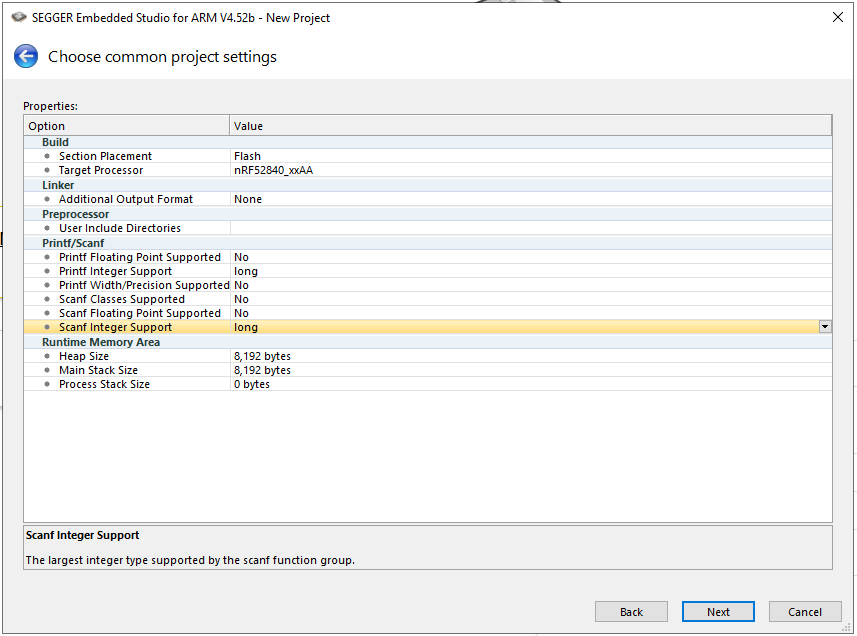 SEGGER Embedded Studio for ARM V4.52b - New Project
Choose common project settings
Properties:
Option Value
Build
Section Placement Flash
Target Processor nRF52840_xxAA
Linker
Additional Output Format None
Preprocessor
User Include Directories
Printf/Scanf
Printf Floating Point Supported No
Printf Integer Support long
Printf Width/Precision Supported No
Scanf Classes Supported No
Scanf Floating Point Supported No
Scanf Integer Support long
Runtime Memory Area
Heap Size 8,192 bytes
Main Stack Size 8,192 bytes
Process Stack Size 0 bytes
Scanf Integer Support
The largest integer type supported by the scanf function group.
Back Next Cancel